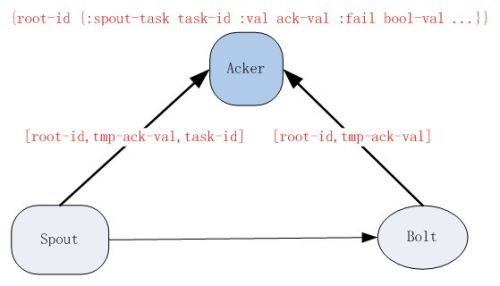 {root-id {:spout-task task-id :val ack-val :fail bool-val ...}}
Acker
[root-id,tmp-ack-val,task-id] [root-id,tmp-ack-val]
Spout
Bolt